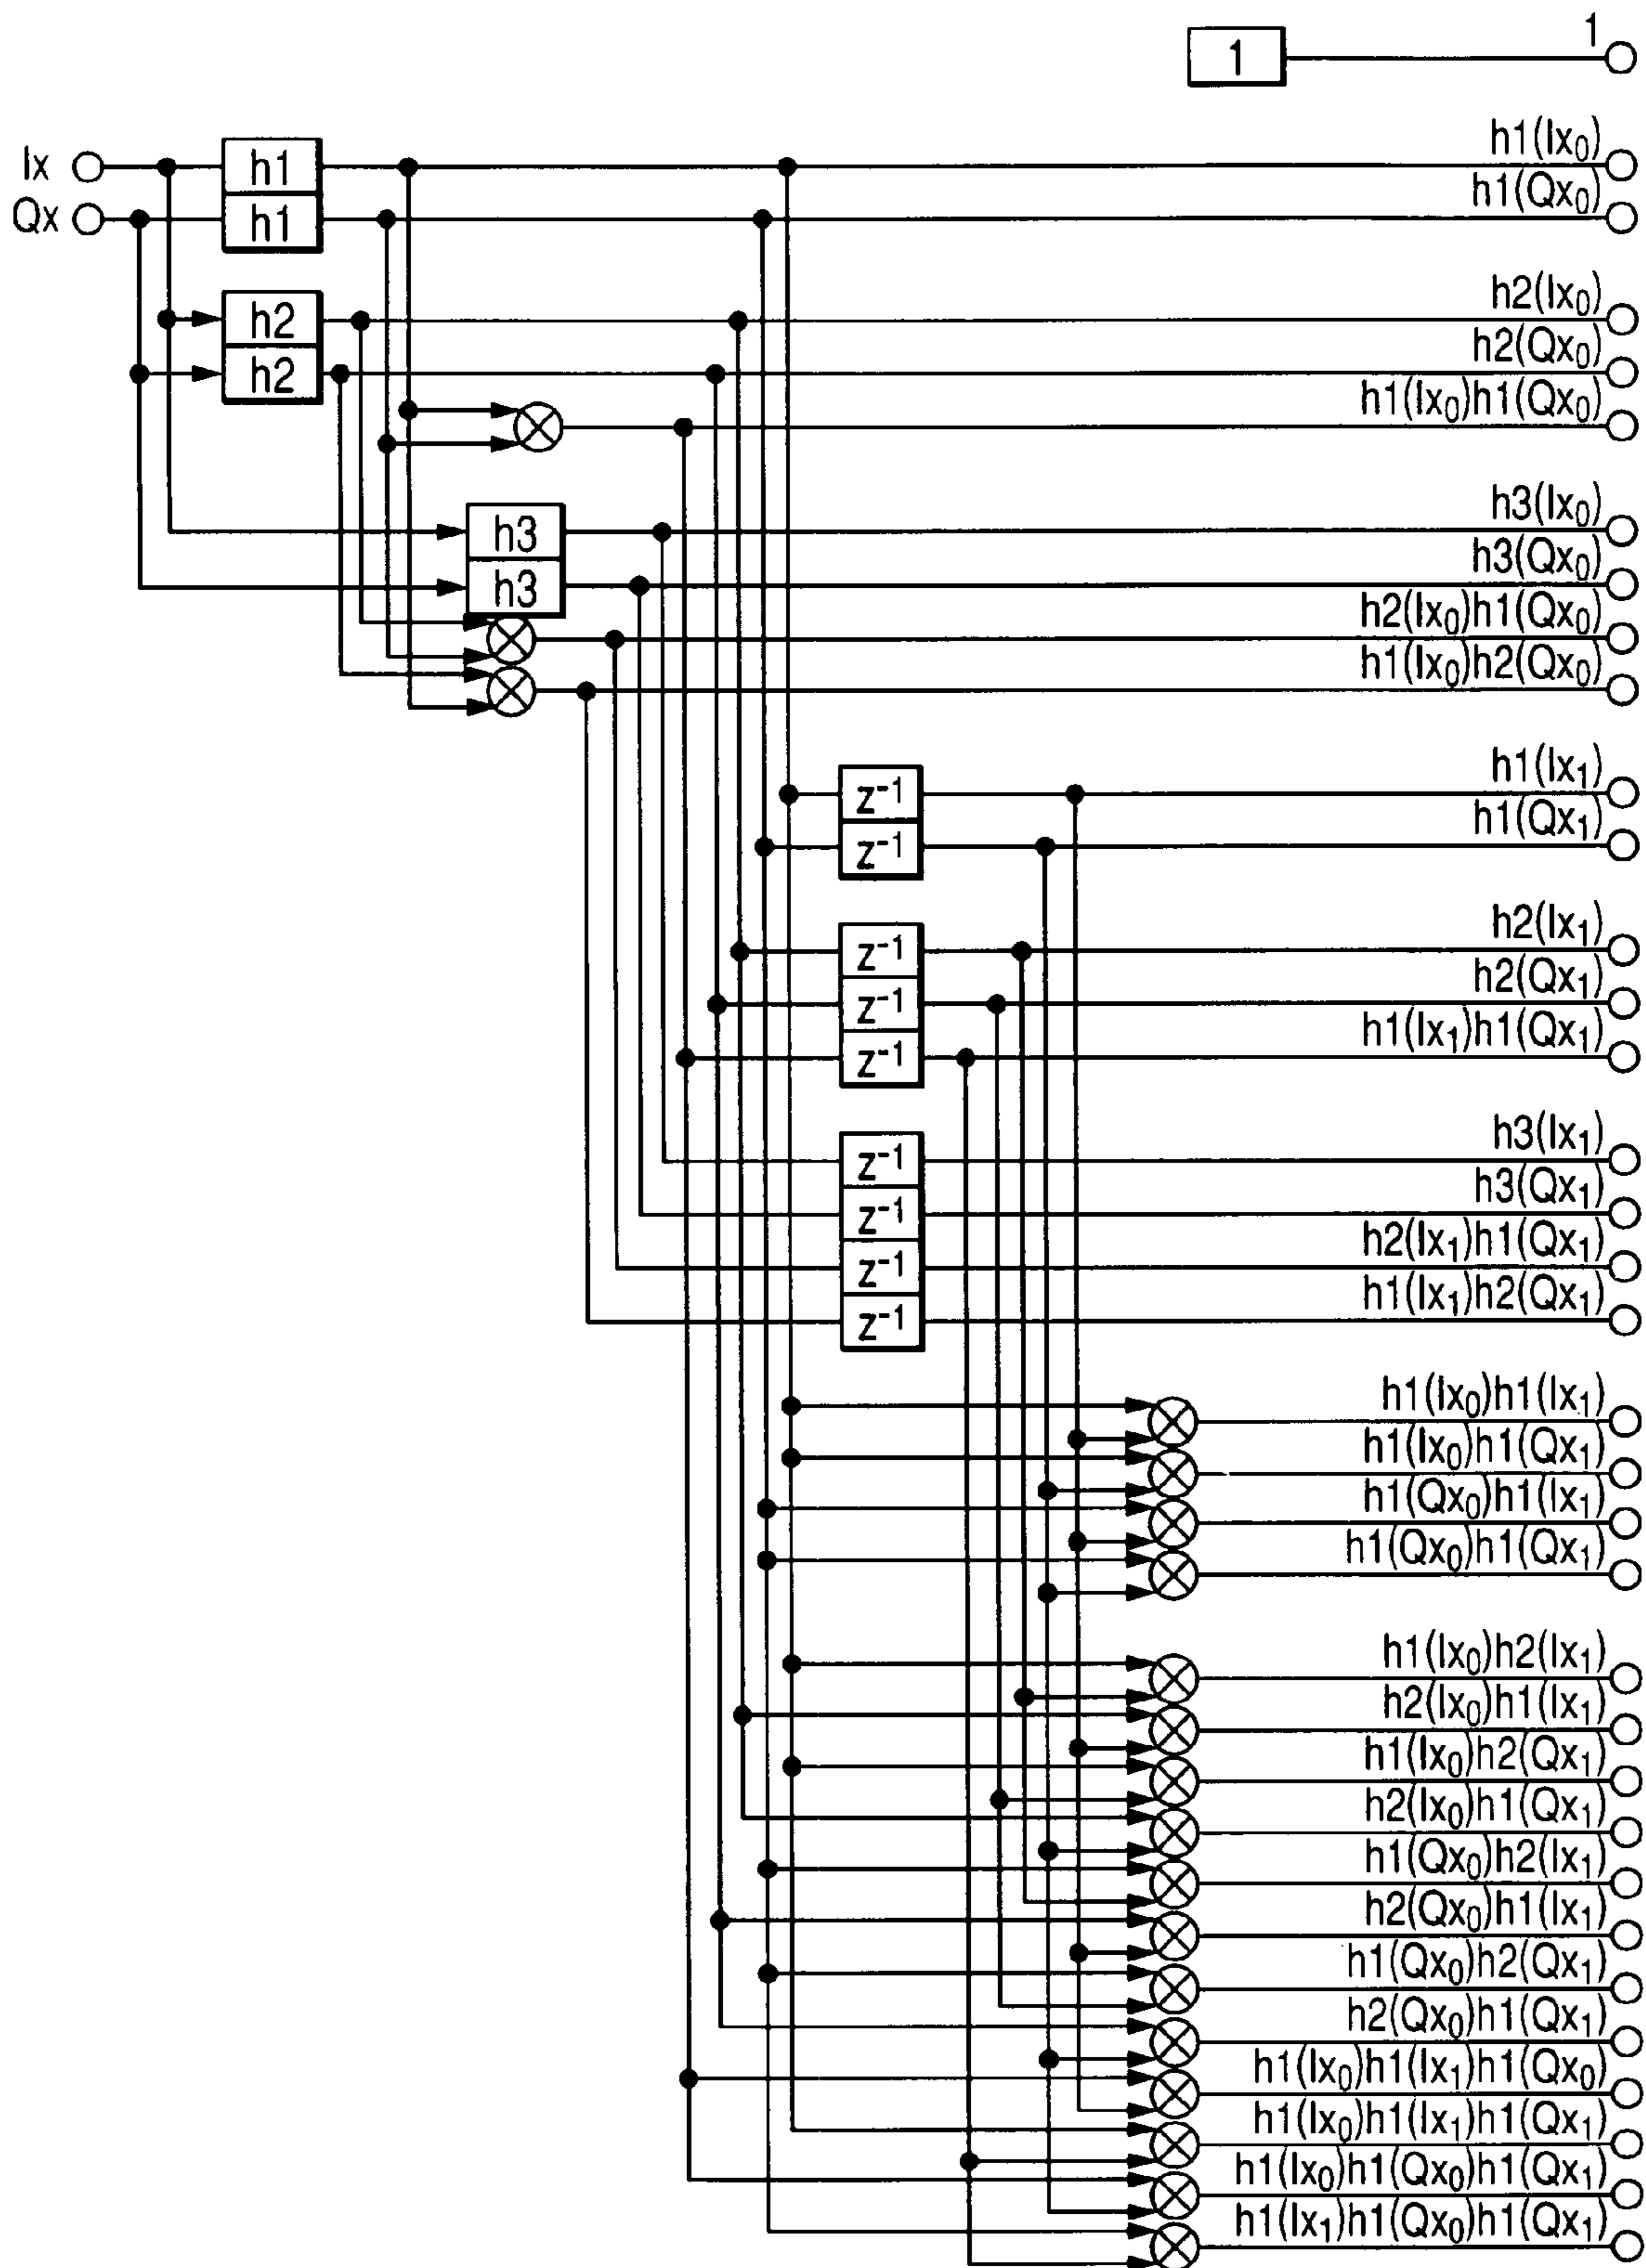 1 1
Ix h1 h1(Ix₀)
Qx h1 h1(Qx₀)
h2 h2(Ix₀)
h2 h2(Qx₀)
h1(Ix₀)h1(Qx₀)
h3 h3(Ix₀)
h3 h3(Qx₀)
h2(Ix₀)h1(Qx₀)
h1(Ix₀)h2(Qx₀)
z⁻¹ h1(Ix₁)
z⁻¹ h1(Qx₁)
z⁻¹ h2(Ix₁)
z⁻¹ h2(Qx₁)
z⁻¹ h1(Ix₁)h1(Qx₁)
z⁻¹ h3(Ix₁)
z⁻¹ h3(Qx₁)
z⁻¹ h2(Ix₁)h1(Qx₁)
z⁻¹ h1(Ix₁)h2(Qx₁)
h1(Ix₀)h1(Ix₁)
h1(Ix₀)h1(Qx₁)
h1(Qx₀)h1(Ix₁)
h1(Qx₀)h1(Qx₁)
h1(Ix₀)h2(Ix₁)
h2(Ix₀)h1(Ix₁)
h1(Ix₀)h2(Qx₁)
h2(Ix₀)h1(Qx₁)
h1(Qx₀)h2(Ix₁)
h2(Qx₀)h1(Ix₁)
h1(Qx₀)h2(Qx₁)
h2(Qx₀)h1(Qx₁)
h1(Ix₀)h1(Ix₁)h1(Qx₀)
h1(Ix₀)h1(Ix₁)h1(Qx₁)
h1(Ix₀)h1(Qx₀)h1(Qx₁)
h1(Ix₁)h1(Qx₀)h1(Qx₁)